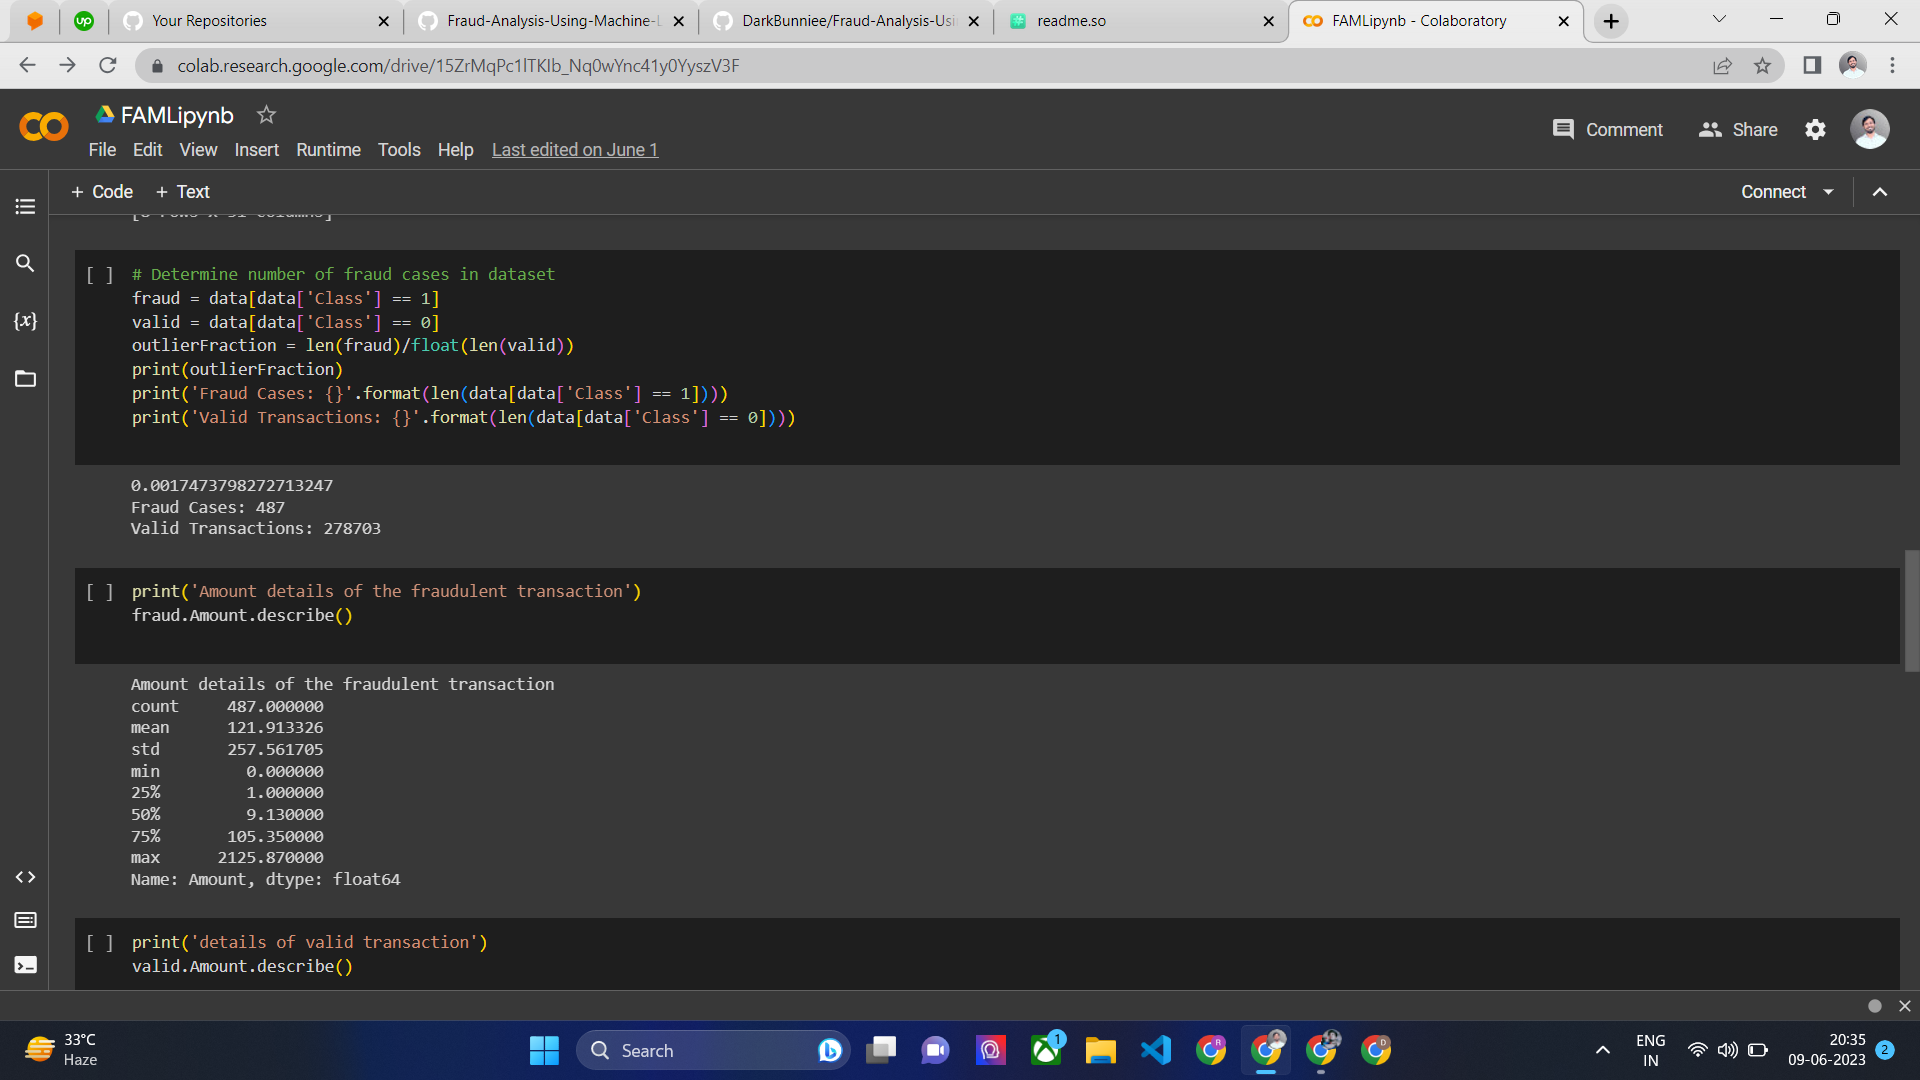 up
Your Repositories
Fraud-Analysis-Using-Machine-L
DarkBunniee/Fraud-Analysis-Usi
readme.so
FAMLipynb - Colaboratory
colab.research.google.com/drive/15ZrMqPc1lTKIb_Nq0wYnc41y0YyszV3F
FAMLipynb
Comment
Share
File Edit View Insert Runtime Tools Help Last edited on June 1
+ Code + Text
Connect
[ ] # Determine number of fraud cases in dataset
fraud = data[data['Class'] == 1]
valid = data[data['Class'] == 0]
outlierFraction = len(fraud)/float(len(valid))
print(outlierFraction)
print('Fraud Cases: {}'.format(len(data[data['Class'] == 1])))
print('Valid Transactions: {}'.format(len(data[data['Class'] == 0])))
0.0017473798272713247
Fraud Cases: 487
Valid Transactions: 278703
[ ] print('Amount details of the fraudulent transaction')
fraud.Amount.describe()
Amount details of the fraudulent transaction
count 487.000000
mean 121.913326
std 257.561705
min 0.000000
25% 1.000000
50% 9.130000
75% 105.350000
max 2125.870000
Name: Amount, dtype: float64
[ ] print('details of valid transaction')
valid.Amount.describe()
{x}
33°C
Haze
Search
1
R
D
ENG
IN
20:35
09-06-2023
2